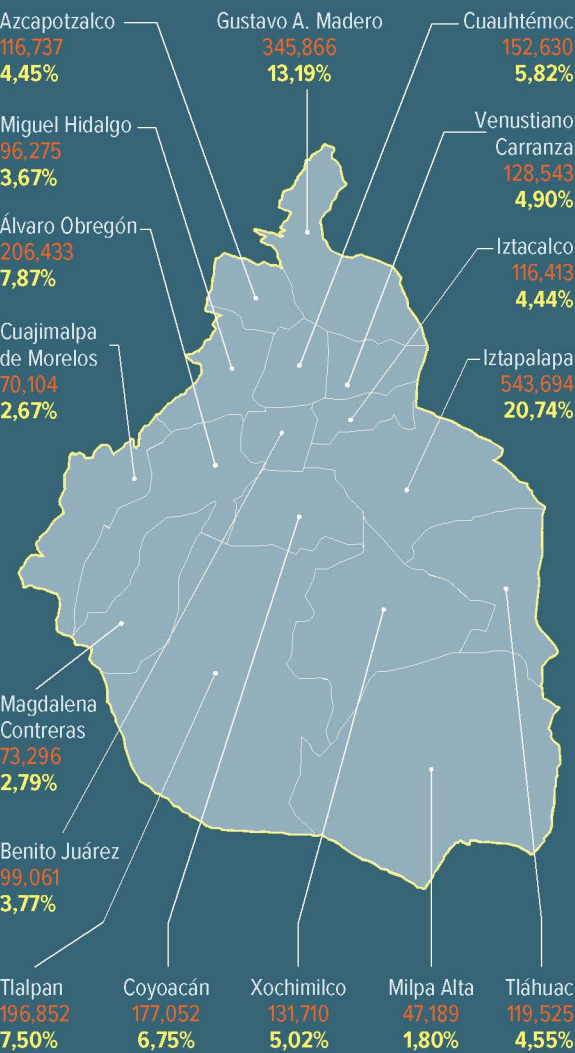 Azcapotzalco
116,737
4,45%
Gustavo A. Madero
345,866
13,19%
Cuauhtémoc
152,630
5,82%
Miguel Hidalgo
96,275
3,67%
Venustiano
Carranza
128,543
4,90%
Álvaro Obregón
206,433
7,87%
Iztacalco
116,413
4,44%
Cuajimalpa
de Morelos
70,104
2,67%
Iztapalapa
543,694
20,74%
Magdalena
Contreras
73,296
2,79%
Benito Juárez
99,061
3,77%
Tlalpan
196,852
7,50%
Coyoacán
177,052
6,75%
Xochimilco
131,710
5,02%
Milpa Alta
47,189
1,80%
Tláhuac
119,525
4,55%